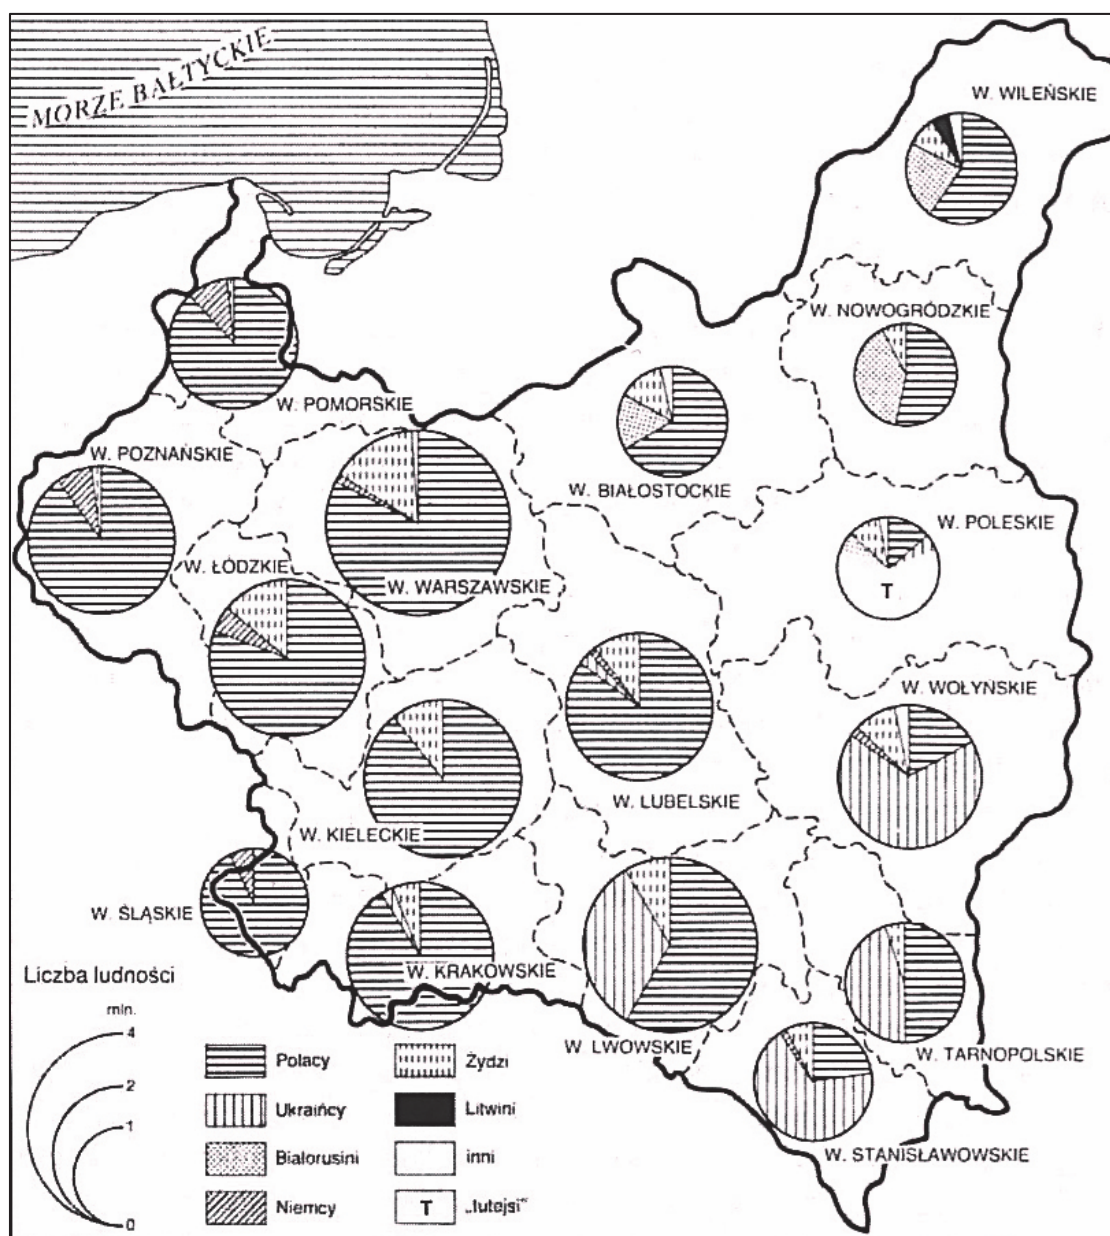 MORZE BAŁTYCKIE
W. WILEŃSKIE
W. NOWOGRÓDZKIE
W. POMORSKIE
W. POZNAŃSKIE
W. BIAŁOSTOCKIE
W. POLESKIE
W. ŁÓDZKIE
W. WARSZAWSKIE
W. WOŁYŃSKIE
W. LUBELSKIE
W. KIELECKIE
W. ŚLĄSKIE
W. KRAKOWSKIE
W. LWOWSKIE
W. TARNOPOLSKIE
W. STANISŁAWOWSKIE
T
Liczba ludności
mln.
4
2
1
0
Polacy
Ukraińcy
Białorusini
Niemcy
Żydzi
Litwini
inni
T „tutejsi"